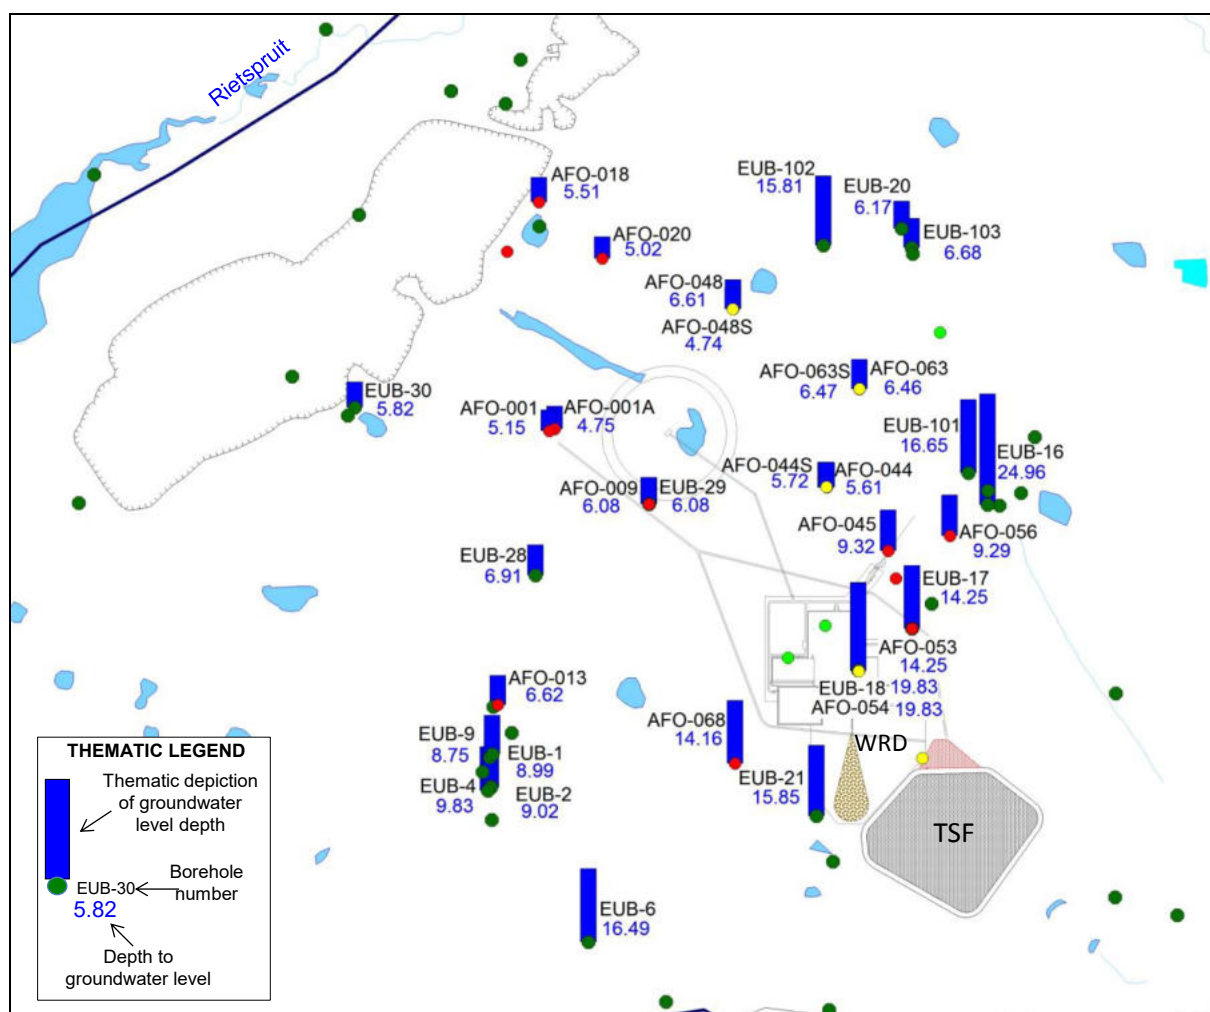 Rietspruit
AFO-018
5.51
EUB-102
15.81
EUB-20
6.17
AFO-020
5.02
EUB-103
6.68
AFO-048
6.61
AFO-048S
4.74
AFO-063S
6.47
AFO-063
6.46
EUB-30
5.82
AFO-001
5.15
AFO-001A
4.75
EUB-101
16.65
EUB-16
24.96
AFO-044S
5.72
AFO-044
5.61
AFO-009
6.08
EUB-29
6.08
AFO-045
9.32
AFO-056
9.29
EUB-28
6.91
EUB-17
14.25
AFO-053
14.25
EUB-18 19.83
AFO-054 19.83
AFO-013
6.62
AFO-068
14.16
EUB-9
8.75
EUB-1
8.99
EUB-4
9.83
EUB-2
9.02
EUB-21
15.85
WRD
TSF
EUB-6
16.49
THEMATIC LEGEND
Thematic depiction
of groundwater
level depth
Borehole
number
EUB-30
5.82
Depth to
groundwater level